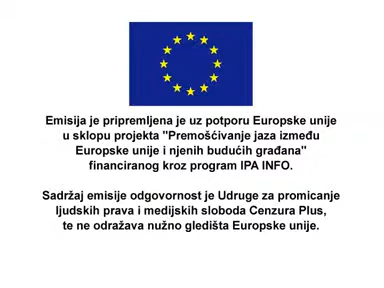 Emisija je pripremljena je uz potporu Europske unije
u sklopu projekta "Premošćivanje jaza između
Europske unije i njenih budućih građana"
financiranog kroz program IPA INFO.
Sadržaj emisije odgovornost je Udruge za promicanje
ljudskih prava i medijskih sloboda Cenzura Plus,
te ne odražava nužno gledišta Europske unije.